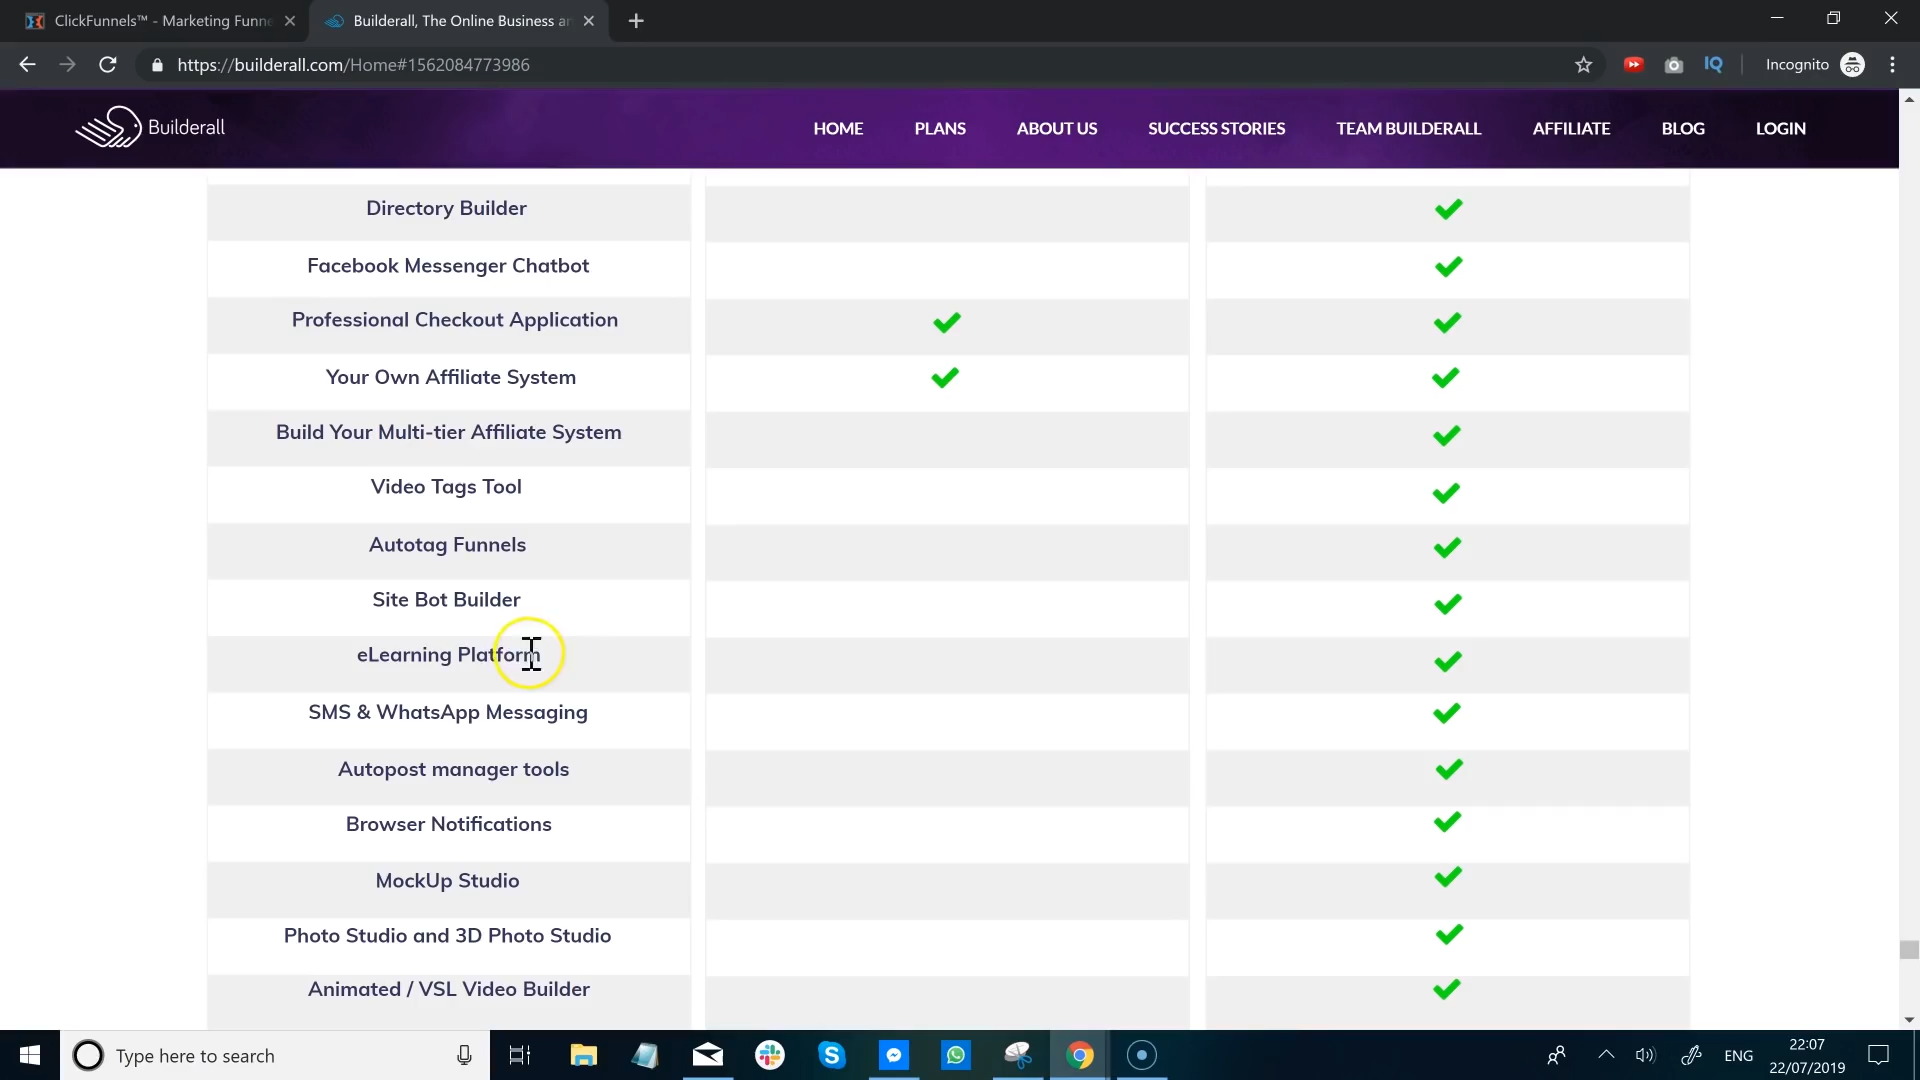 ClickFunnels™ - Marketing Funne
Builderall, The Online Business an
https://builderall.com/Home#1562084773986
IQ
Incognito
Builderall
HOME
PLANS
ABOUT US
SUCCESS STORIES
TEAM BUILDERALL
AFFILIATE
BLOG
LOGIN
Directory Builder
Facebook Messenger Chatbot
Professional Checkout Application
Your Own Affiliate System
Build Your Multi-tier Affiliate System
Video Tags Tool
Autotag Funnels
Site Bot Builder
eLearning Platform
SMS & WhatsApp Messaging
Autopost manager tools
Browser Notifications
MockUp Studio
Photo Studio and 3D Photo Studio
Animated / VSL Video Builder
Type here to search
ENG
22:07
22/07/2019